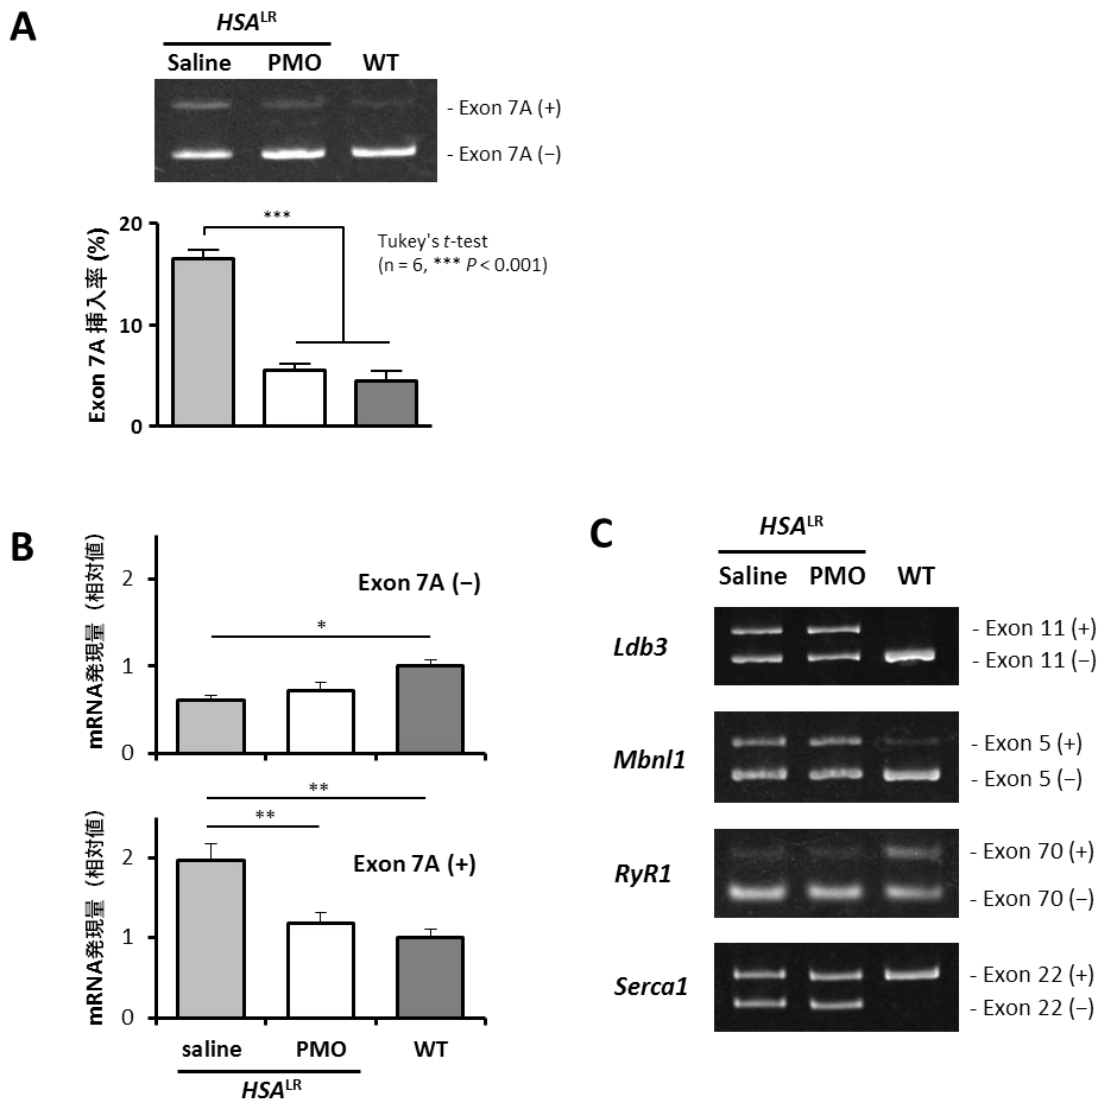 A
HSA^LR
Saline PMO WT
- Exon 7A (+)
- Exon 7A (−)
Exon 7A 挿入率 (%)
20
10
0
***
Tukey's t-test
(n = 6, *** P < 0.001)
B
mRNA発現量（相対値）
2
1
0
Exon 7A (−)
*
mRNA発現量（相対値）
2
1
0
**
**
Exon 7A (+)
saline PMO WT
HSA^LR
C
HSA^LR
Saline PMO WT
Ldb3
- Exon 11 (+)
- Exon 11 (−)
Mbnl1
- Exon 5 (+)
- Exon 5 (−)
RyR1
- Exon 70 (+)
- Exon 70 (−)
Serca1
- Exon 22 (+)
- Exon 22 (−)